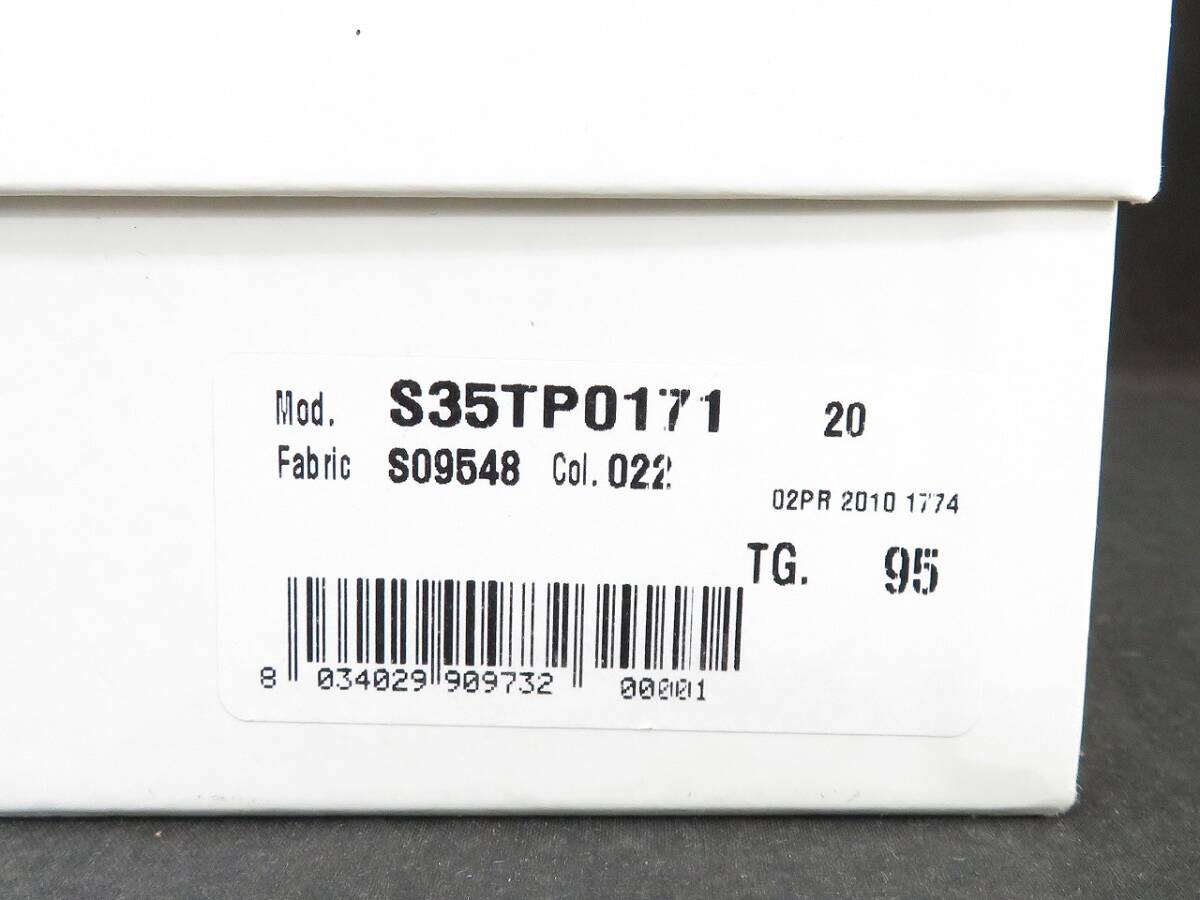 Mod. S35TP0171 20
Fabric S09548 Col. 022
02PR 2010 1774
TG. 95
8 034029 909732 00001